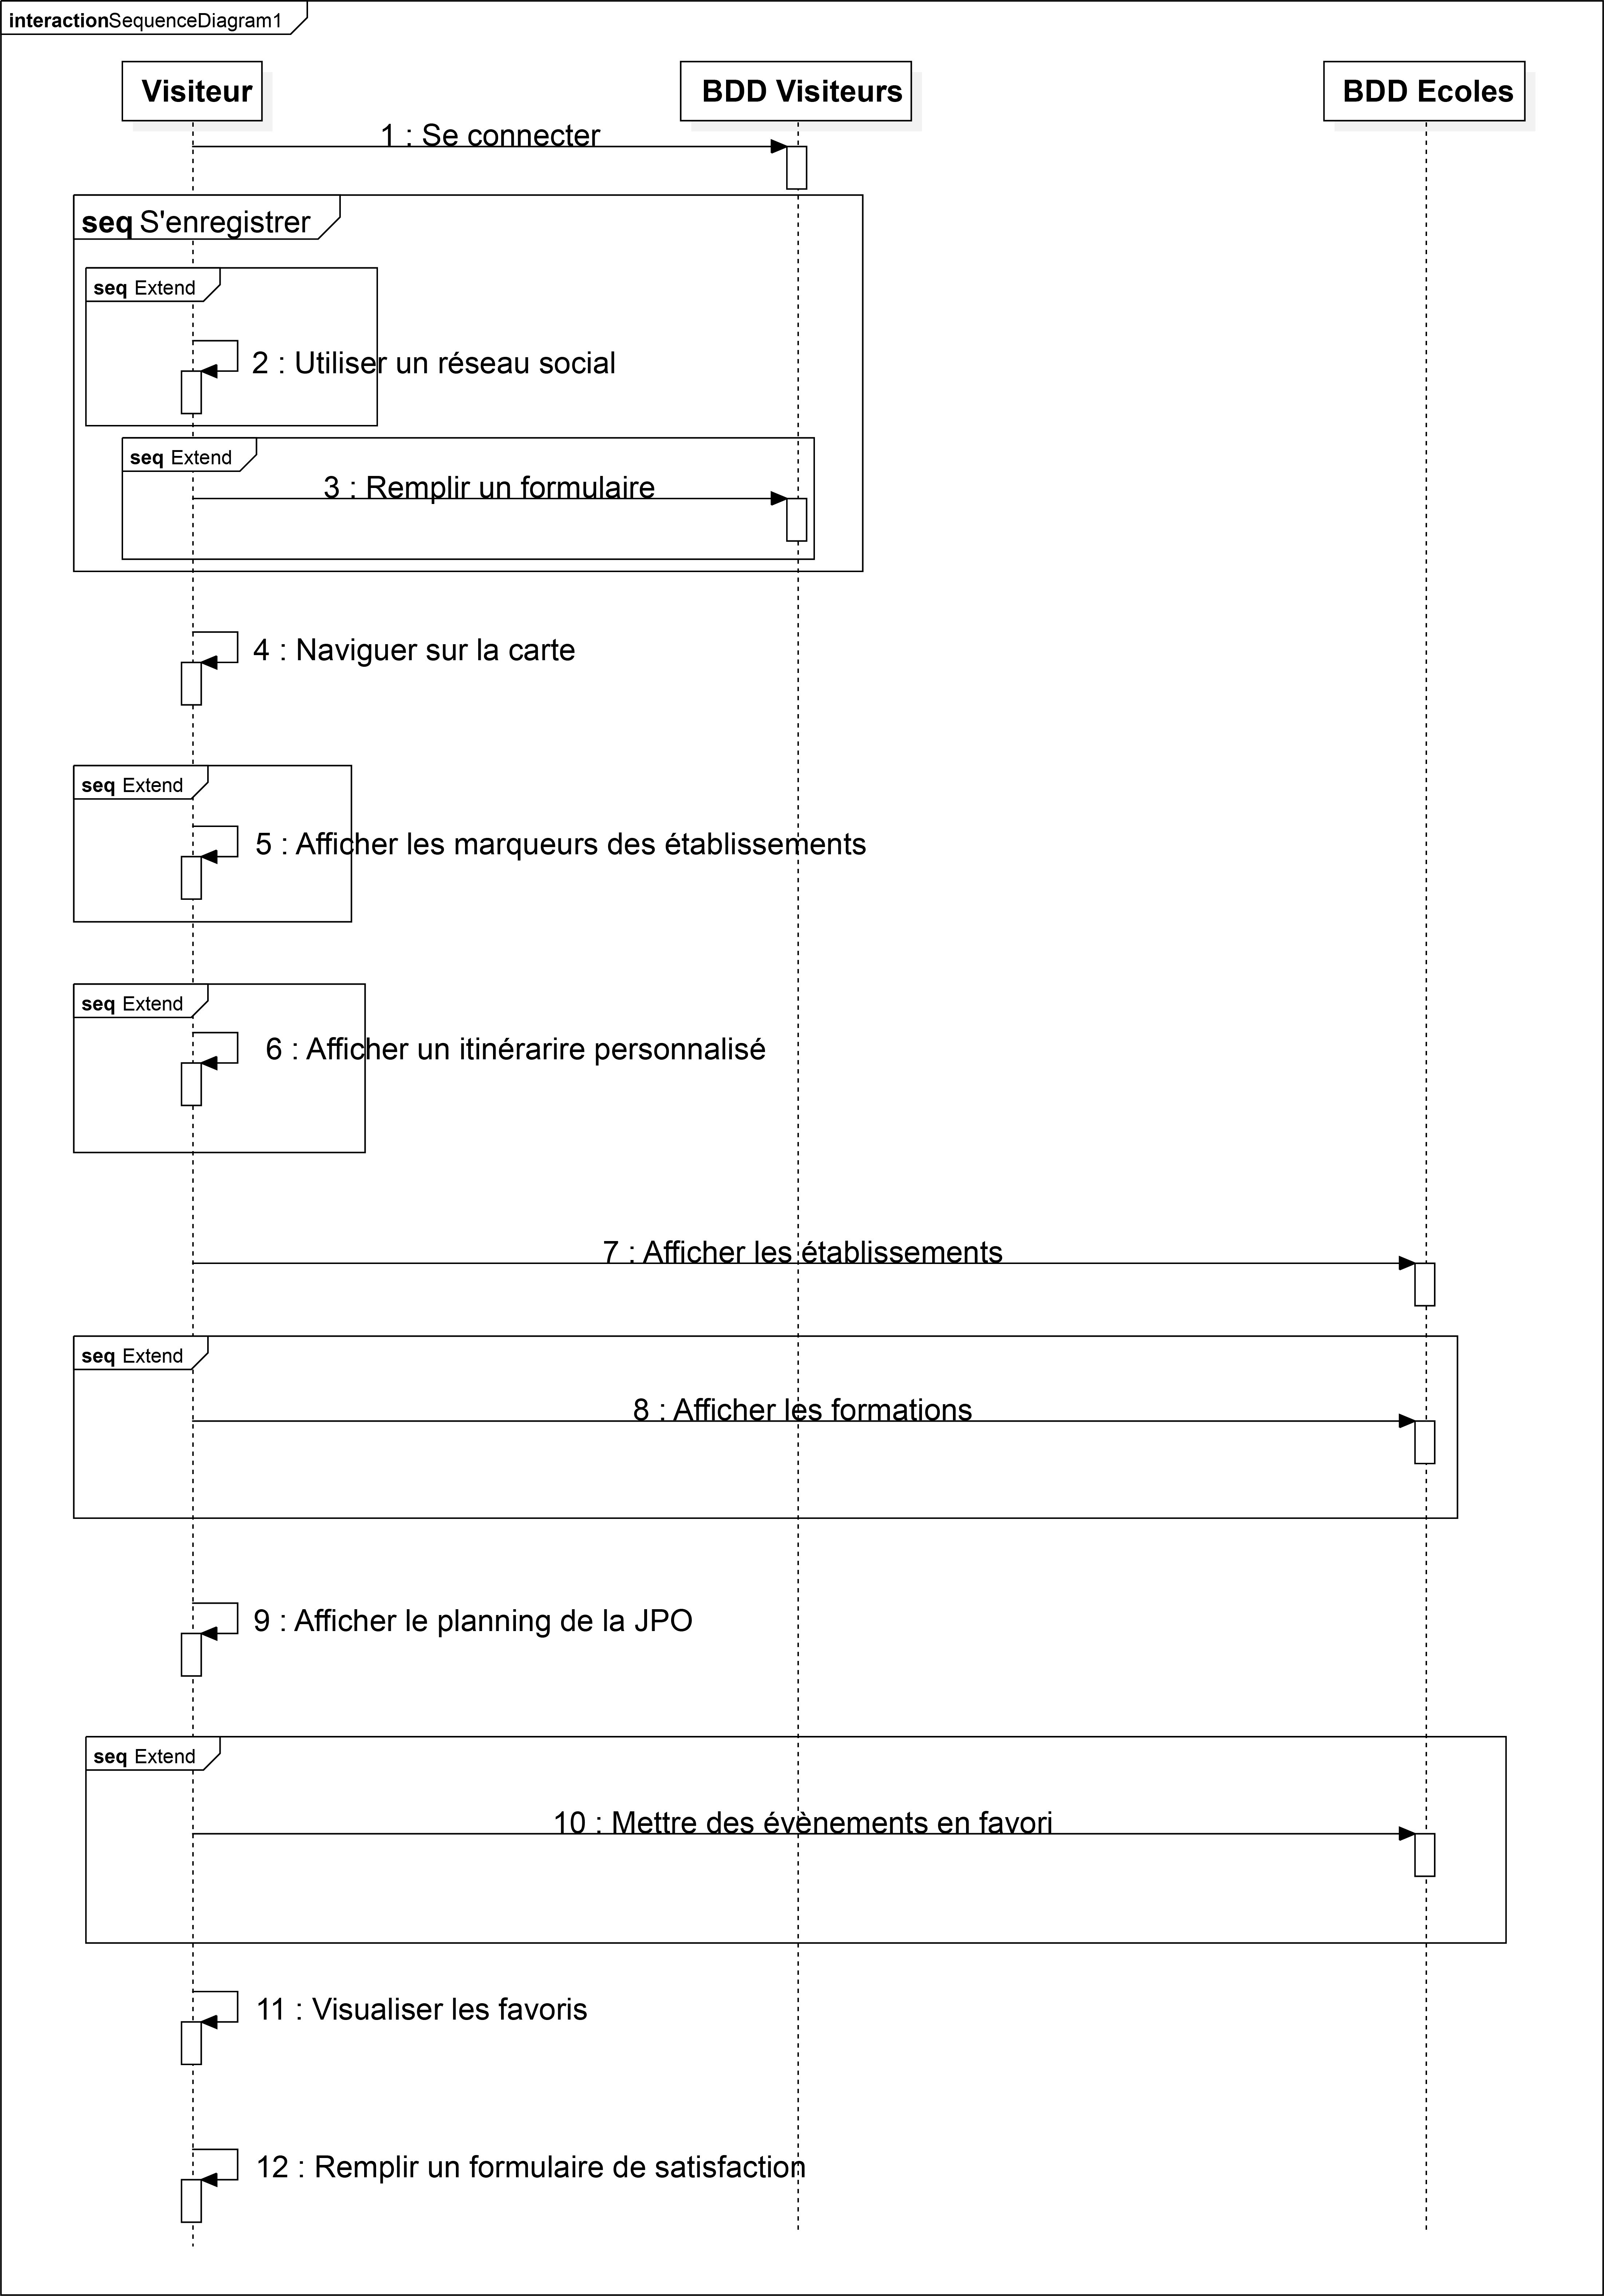 interactionSequenceDiagram1
Visiteur
BDD Visiteurs
BDD Ecoles
1 : Se connecter
seq S'enregistrer
seq Extend
2 : Utiliser un réseau social
seq Extend
3 : Remplir un formulaire
4 : Naviguer sur la carte
seq Extend
5 : Afficher les marqueurs des établissements
seq Extend
6 : Afficher un itinérarire personnalisé
7 : Afficher les établissements
seq Extend
8 : Afficher les formations
9 : Afficher le planning de la JPO
seq Extend
10 : Mettre des évènements en favori
11 : Visualiser les favoris
12 : Remplir un formulaire de satisfaction